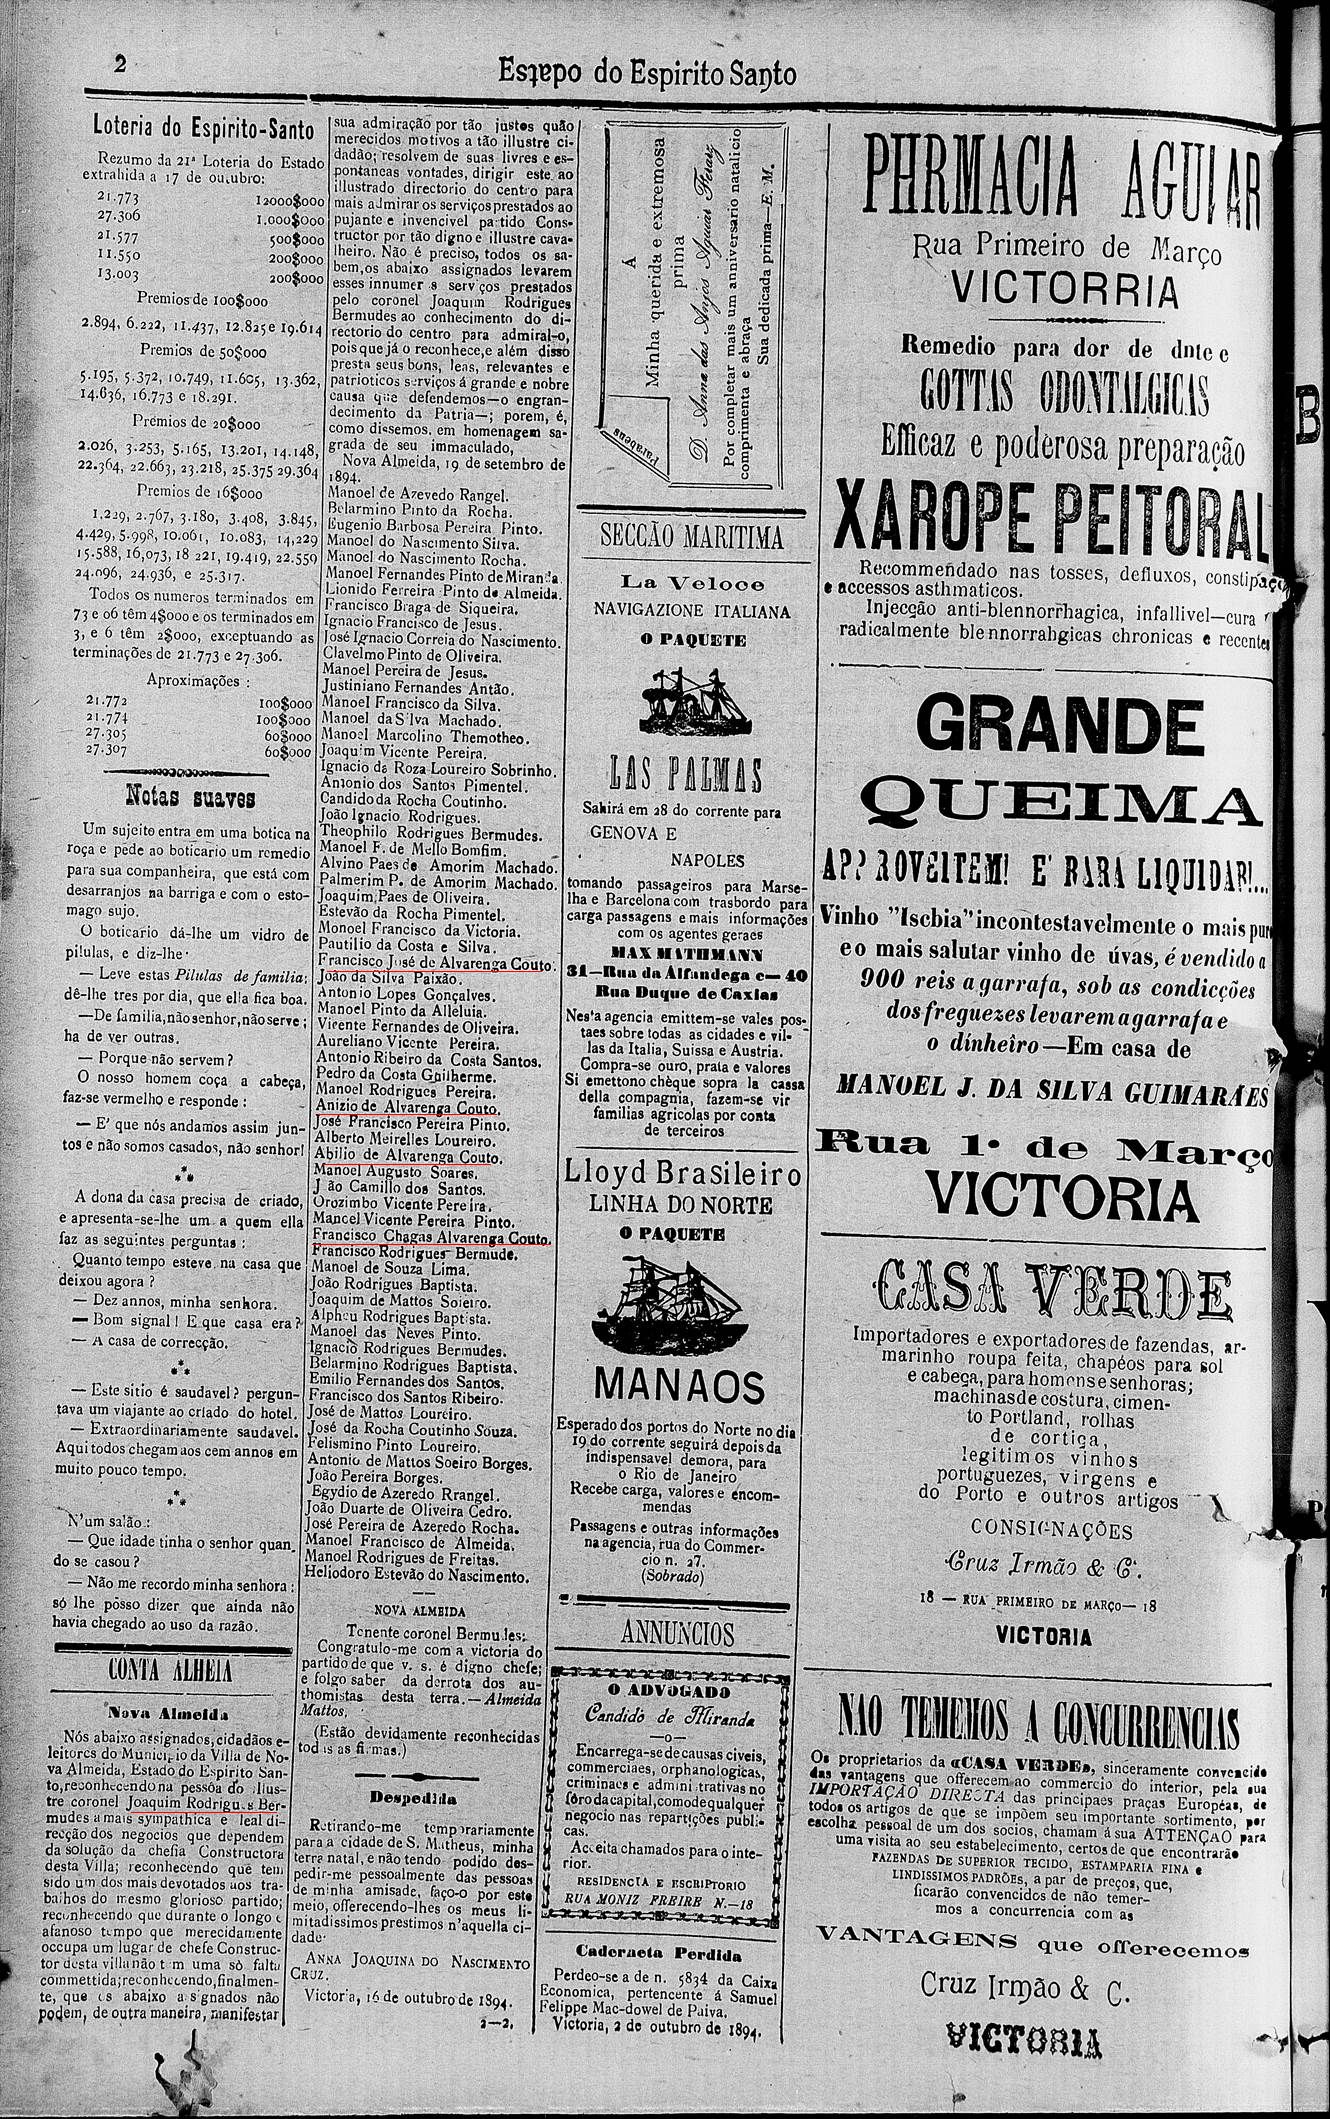 2
Estado do Espirito Santo
Loteria do Espirito-Santo
Rezumo da 21ª Loteria do Estado
extrahida a 17 de outubro:
21.773 12000$000
27.306 1.000$000
21.577 500$000
11.550 200$000
13.003 200$000
Premios de 100$000
2.894, 6.222, 11.437, 12.825 e 19.614
Premios de 50$000
5.195, 5.372, 10.749, 11.605, 13.362,
14.636, 16.773 e 18.291.
Premios de 20$000
2.026, 3.253, 5.165, 13.201, 14.148,
22.364, 22.663, 23.218, 25.375 29.364
Premios de 16$000
1.229, 2.767, 3.180, 3.408, 3.845,
4.429, 5.998, 10.061, 10.083, 14,229
15.588, 16,073, 18 221, 19.419, 22.559
24.096, 24.936, e 25.317.
Todos os numeros terminados em
73 e 06 têm 4$000 e os terminados em
3, e 6 têm 2$000, exceptuando as
terminações de 21.773 e 27.306.
Aproximações :
21.772 100$000
21.774 100$000
27.305 60$000
27.307 60$000
Notas suaves
Um sujeito entra em uma botica na
roça e pede ao boticario um remedio
para sua companheira, que está com
desarranjos na barriga e com o esto-
mago sujo.
O boticario dá-lhe um vidro de
pilulas, e diz-lhe·
— Leve estas Pilulas de familia;
dê-lhe tres por dia, que ella fica boa.
—De familia, não senhor, não serve ;
ha de ver outras.
— Porque não servem ?
O nosso homem coça a cabeça,
faz-se vermelho e responde :
— E' que nós andamos assim jun-
tos e não somos casados, não senhor!
⁂
A dona da casa precisa de criado,
e apresenta-se-lhe um a quem ella
faz as seguintes perguntas :
Quanto tempo esteve na casa que
deixou agora ?
— Dez annos, minha senhora.
— Bom signal ! E que casa era ?
— A casa de correcção.
⁂
— Este sitio é saudavel ? pergun-
tava um viajante ao criado do hotel.
— Extraordinariamente saudavel.
Aqui todos chegam aos cem annos em
muito pouco tempo.
⁂
N'um salão :
— Que idade tinha o senhor quan
do se casou ?
— Não me recordo minha senhora :
só lhe posso dizer que ainda não
havia chegado ao uso da razão.
CONTA ALHEIA
Nova Almeida
Nós abaixo assignados, cidadãos e-
leitores do Municipio da Villa de No-
va Almeida, Estado do Espirito San-
to, reconhecendo na pessôa do illus-
tre coronel Joaquim Rodrigues Ber-
mudes a mais sympathica e leal di-
recção dos negocios que dependem
da solução da chefia Constructora
desta Villa; reconhecendo que tem
sido um dos mais devotados aos tra-
balhos do mesmo glorioso partido;
reconhecendo que durante o longo e
afanoso tempo que merecidamente
occupa um lugar de chefe Construc-
tor desta villa não tem uma só falta
commettida; reconhecendo, finalmen-
te, que os abaixo asignados não
podem, de outra maneira, manifestar
sua admiração por tão justos quão
merecidos motivos a tão illustre ci-
dadão; resolvem de suas livres e es-
pontaneas vontades, dirigir este ao
illustrado directorio do centro para
mais admirar os serviços prestados ao
pujante e invencivel partido Cons-
tructor por tão digno e illustre cava-
lheiro. Não é preciso, todos os sa-
bem, os abaixo assignados levarem
esses innumeros serviços prestados
pelo coronel Joaquim Rodrigues
Bermudes ao conhecimento do di-
rectorio do centro para admiral-o,
pois que já o reconhece, e além disso
presta seus bons, leas, relevantes e
patrioticos serviços á grande e nobre
causa que defendemos—o engran-
decimento da Patria—; porem, é,
como dissemos, em homenagem sa-
grada de seu immaculado,
Nova Almeida, 19 de setembro de
1894.
Manoel de Azevedo Rangel.
Belarmino Pinto da Rocha.
Eugenio Barbosa Pereira Pinto.
Manoel do Nascimento Silva.
Manoel do Nascimento Rocha.
Manoel Fernandes Pinto de Miranda.
Lionido Ferreira Pinto de Almeida.
Francisco Braga de Siqueira.
Ignacio Francisco de Jesus.
José Ignacio Correia do Nascimento.
Clavelmo Pinto de Oliveira.
Manoel Pereira de Jesus.
Justiniano Fernandes Antão.
Manoel Francisco da Silva.
Manoel da Silva Machado.
Manoel Marcolino Themotheo.
Joaquim Vicente Pereira.
Ignacio da Roza Loureiro Sobrinho.
Antonio dos Santos Pimentel.
Candido da Rocha Coutinho.
João Ignacio Rodrigues.
Theophilo Rodrigues Bermudes.
Manoel F. de Mello Bomfim.
Alvino Paes de Amorim Machado.
Palmerim P. de Amorim Machado.
Joaquim Paes de Oliveira.
Estevão da Rocha Pimentel.
Monoel Francisco da Victoria.
Pautilio da Costa e Silva.
Francisco José de Alvarenga Couto.
João da Silva Paixão.
Antonio Lopes Gonçalves.
Manoel Pinto da Alleluia.
Vicente Fernandes de Oliveira.
Aureliano Vicente Pereira.
Antonio Ribeiro da Costa Santos.
Pedro da Costa Guilherme.
Manoel Rodrigues Pereira.
Anizio de Alvarenga Couto.
José Francisco Pereira Pinto.
Alberto Meirelles Loureiro.
Abilio de Alvarenga Couto.
Manoel Augusto Soares.
J ão Camillo dos Santos.
Orozimbo Vicente Pereira.
Manoel Vicente Pereira Pinto.
Francisco Chagas Alvarenga Couto.
Francisco Rodrigues Bermude.
Manoel de Souza Lima.
João Rodrigues Baptista.
Joaquim de Mattos Soieiro.
Alpheu Rodrigues Baptista.
Manoel das Neves Pinto.
Ignacio Rodrigues Bermudes.
Belarmino Rodrigues Baptista.
Emilio Fernandes dos Santos.
Francisco dos Santos Ribeiro.
José de Mattos Loureiro.
José da Rocha Coutinho Souza.
Felismino Pinto Loureiro.
Antonio de Mattos Soeiro Borges.
João Pereira Borges.
Egydio de Azeredo Rrangel.
João Duarte de Oliveira Cedro.
José Pereira de Azeredo Rocha.
Manoel Francisco de Almeida.
Manoel Rodrigues de Freitas.
Heliodoro Estevão do Nascimento.
NOVA ALMEIDA
Tenente coronel Bermudes;
Congratulo-me com a victoria do
partido de que v. s. é digno chefe;
e folgo saber da derrota dos au-
thomistas desta terra.—Almeida
Mattos.
(Estão devidamente reconhecidas
todas as firmas.)
Despedida
Retirando-me temporariamente
para a cidade de S. Matheus, minha
terra natal, e não tendo podido des-
pedir-me pessoalmente das pessoas
de minha amisade, faço-o por este
meio, offerecendo-lhes os meus li-
mitadissimos prestimos n'aquella ci-
dade·
ANNA JOAQUINA DO NASCIMENTO
CRUZ.
Victoria, 16 de outubro de 1894.
2—2.
Parabens
Á
Minha querida e extremosa
prima
D. Anna das Anjos Aguiar Feraz
Por completar mais um anniversario natalicio
comprimenta e abraça
Sua dedicada prima—E. M.
SECCÃO MARITIMA
La Veloce
NAVIGAZIONE ITALIANA
O PAQUETE
LAS PALMAS
Sahirá em 28 do corrente para
GENOVA E
NAPOLES
tomando passageiros para Marse-
lha e Barcelona com trasbordo para
carga passagens e mais informações
com os agentes geraes
MAX MATHMANN
31—Rua da Alfandega e— 40
Rua Duque de Caxias
Nesta agencia emittem-se vales pos-
taes sobre todas as cidades e vil-
las da Italia, Suissa e Austria.
Compra-se ouro, prata e valores
Si emettono chèque sopra la cassa
della compagnia, fazem-se vir
familias agricolas por conta
de terceiros
Lloyd Brasileiro
LINHA DO NORTE
O PAQUETE
MANAOS
Esperado dos portos do Norte no dia
19 do corrente seguirá depois da
indispensavel demora, para
o Rio de Janeiro
Recebe carga, valores e encom-
mendas
Passagens e outras informações
na agencia, rua do Commer-
cio n. 27.
(Sobrado)
ANNUNCIOS
O ADVOGADO
Candido de Miranda
—o—
Encarrega-se de causas civeis,
commerciaes, orphanologicas,
criminaes e administrativas no
fôro da capital, como de qualquer
negocio nas repartições publi-
cas.
Acceita chamados para o inte-
rior.
RESIDENCIA E ESCRIPTORIO
RUA MONIZ FREIRE N.—18
Caderneta Perdida
Perdeo-se a de n. 5834 da Caixa
Economica, pertencente á Samuel
Felippe Mac-dowel de Paiva.
Victoria, 2 de outubro de 1894.
PHRMACIA AGUIAR
Rua Primeiro de Março
VICTORRIA
Remedio para dor de dnte e
GOTTAS ODONTALGICAS
Efficaz e poderosa preparação
XAROPE PEITORAL
Recommendado nas tosses, defluxos, constipaço
e accessos asthmaticos.
Injecção anti-blennorrhagica, infallivel—cura
radicalmente blennorrahgicas chronicas e recentes
GRANDE
QUEIMA
APPROVEITEM! E' PARA LIQUIDAR!...
Vinho "Ischia" incontestavelmente o mais puro
e o mais salutar vinho de úvas, é vendido a
900 reis a garrafa, sob as condicções
dos freguezes levarem a garrafa e
o dinheiro—Em casa de
MANOEL J. DA SILVA GUIMARÃES
Rua 1º de Março
VICTORIA
CASA VERDE
Importadores e exportadores de fazendas, ar-
marinho roupa feita, chapéos para sol
e cabeça, para homens e senhoras;
machinas de costura, cimen-
to Portland, rolhas
de cortiça,
legitimos vinhos
portuguezes, virgens e
do Porto e outros artigos
CONSIGNAÇÕES
Cruz Irmão & C.
18 — RUA PRIMEIRO DE MARÇO— 18
VICTORIA
NAO TEMEMOS A CONCURRENCIAS
Os proprietarios da «CASA VERDE», sinceramente convencido
das vantagens que offerecem ao commercio do interior, pela sua
IMPORTAÇÃO DIRECTA das principaes praças Européas, de
todos os artigos de que se impõem seu importante sortimento, por
escolha pessoal de um dos socios, chamam á sua ATTENÇÃO para
uma visita ao seu estabelecimento, certos de que encontrarão
FAZENDAS DE SUPERIOR TECIDO, ESTAMPARIA FINA e
LINDISSIMOS PADRÕES, a par de preços, que,
ficarão convencidos de não temer-
mos a concurrencia com as
VANTAGENS que offerecemos
Cruz Irmão & C.
VICTORIA
B